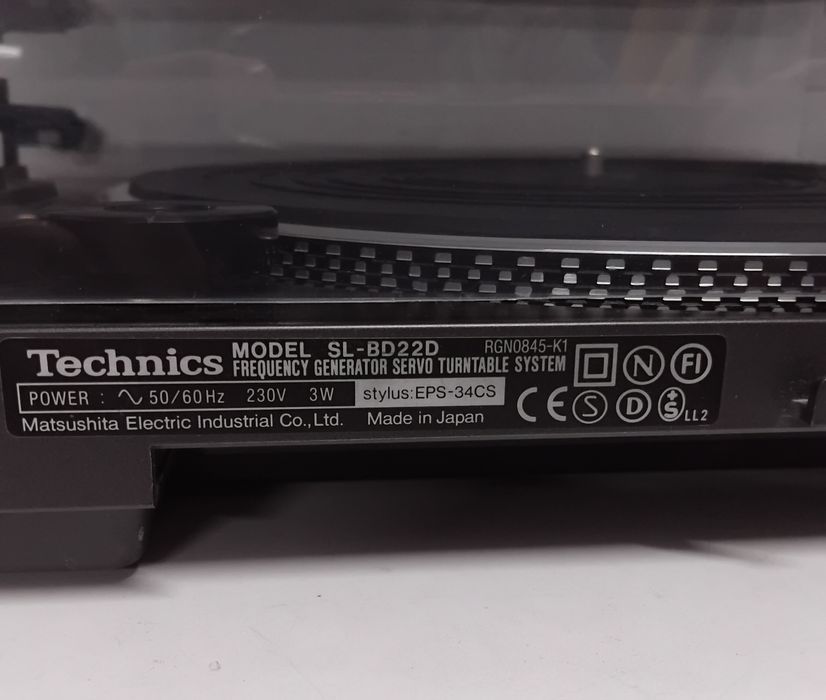 Technics MODEL SL-BD22D RGN0845-K1
FREQUENCY GENERATOR SERVO TURNTABLE SYSTEM
POWER : ∿ 50/60Hz 230V 3W stylus:EPS-34CS
Matsushita Electric Industrial Co.,Ltd. Made in Japan
N FI
CE S D S LL2